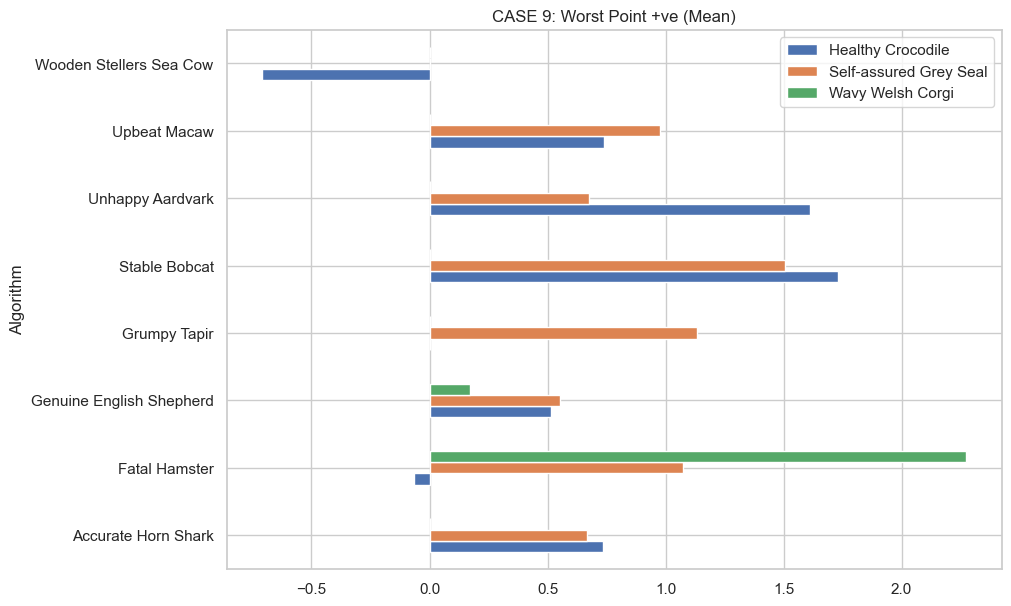 CASE 9: Worst Point +ve (Mean)
Healthy Crocodile
Self-assured Grey Seal
Wavy Welsh Corgi
Algorithm
Wooden Stellers Sea Cow
Upbeat Macaw
Unhappy Aardvark
Stable Bobcat
Grumpy Tapir
Genuine English Shepherd
Fatal Hamster
Accurate Horn Shark
−0.5 0.0 0.5 1.0 1.5 2.0